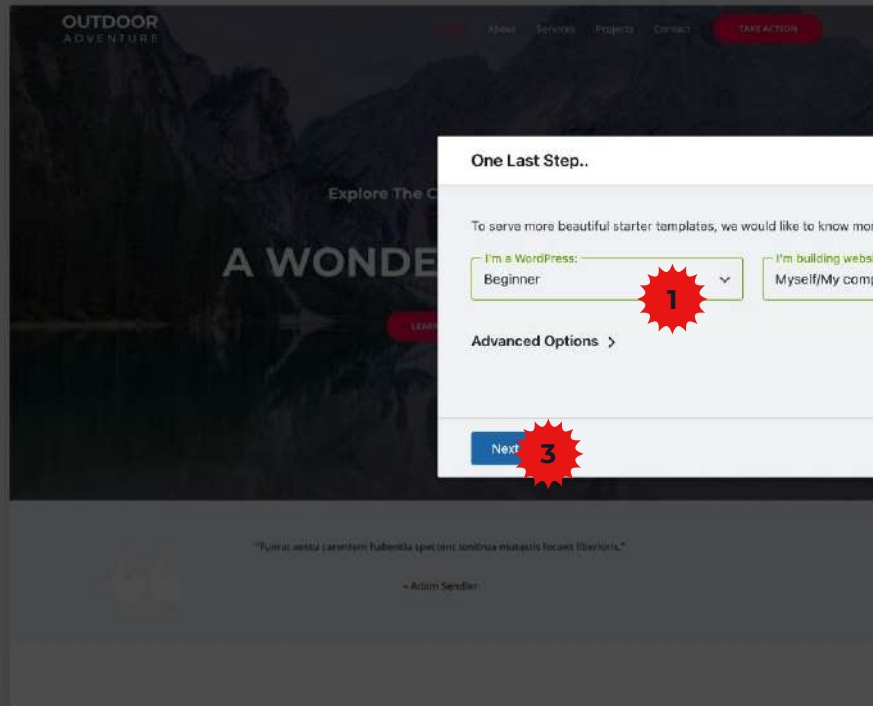 OUTDOOR
ADVENTURE
About Services Projects Contact TAKE ACTION
One Last Step..
Explore The C
To serve more beautiful starter templates, we would like to know mor
A WONDE
I'm a WordPress:
I'm building websi
Beginner
Myself/My comp
1
LEARN
Advanced Options >
Next
3
– Adam Sendler